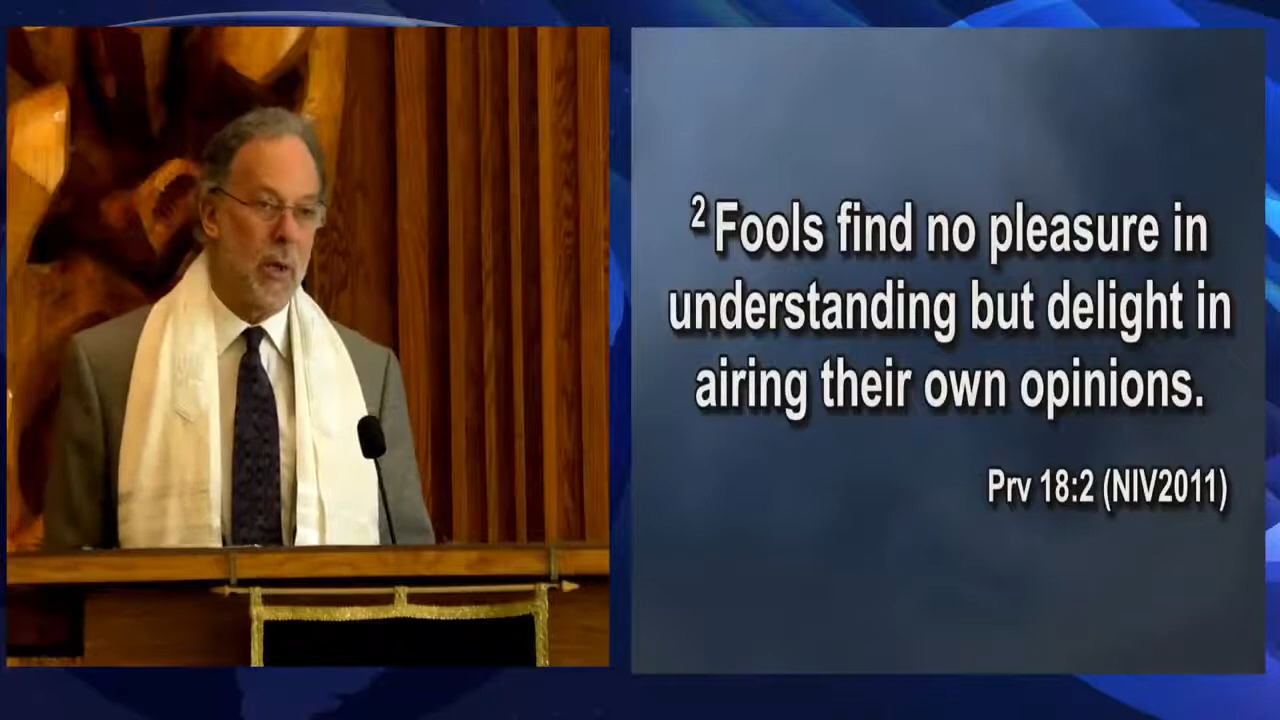 2 Fools find no pleasure in
understanding but delight in
airing their own opinions.
Prv 18:2 (NIV2011)